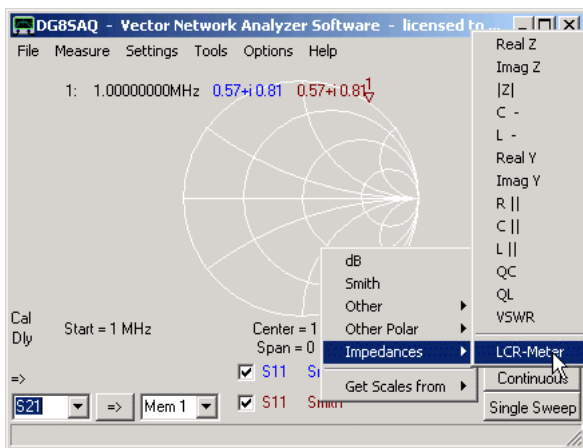 DG8SAQ - Vector Network Analyzer Software - licensed to ...
File Measure Settings Tools Options Help
1: 1.00000000MHz 0.57+i 0.81 0.57+i 0.81
1
Real Z
Imag Z
|Z|
C -
L -
Real Y
Imag Y
R ||
C ||
L ||
QC
QL
VSWR
LCR-Meter
dB
Smith
Other
Other Polar
Impedances
Get Scales from
Cal
Dly
Start = 1 MHz
Center = 1
Span = 0
=>
S11
S11 Smith
S21 => Mem 1
Continuous
Single Sweep